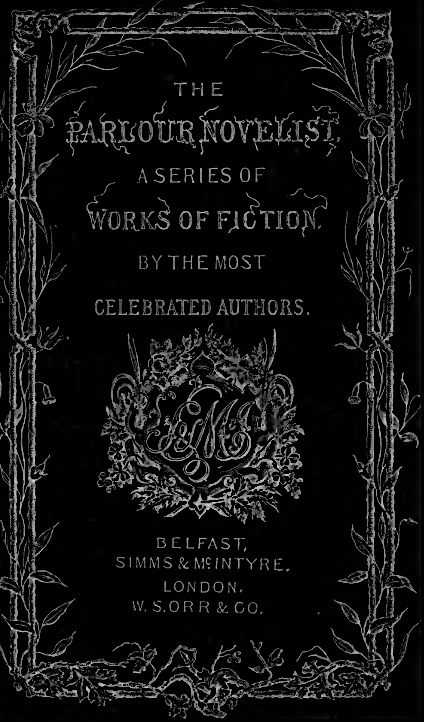 THE
PARLOUR NOVELIST.
A SERIES OF
WORKS OF FICTION.
BY THE MOST
CELEBRATED AUTHORS.
BELFAST,
SIMMS & McINTYRE.
LONDON.
W. S. ORR & CO.